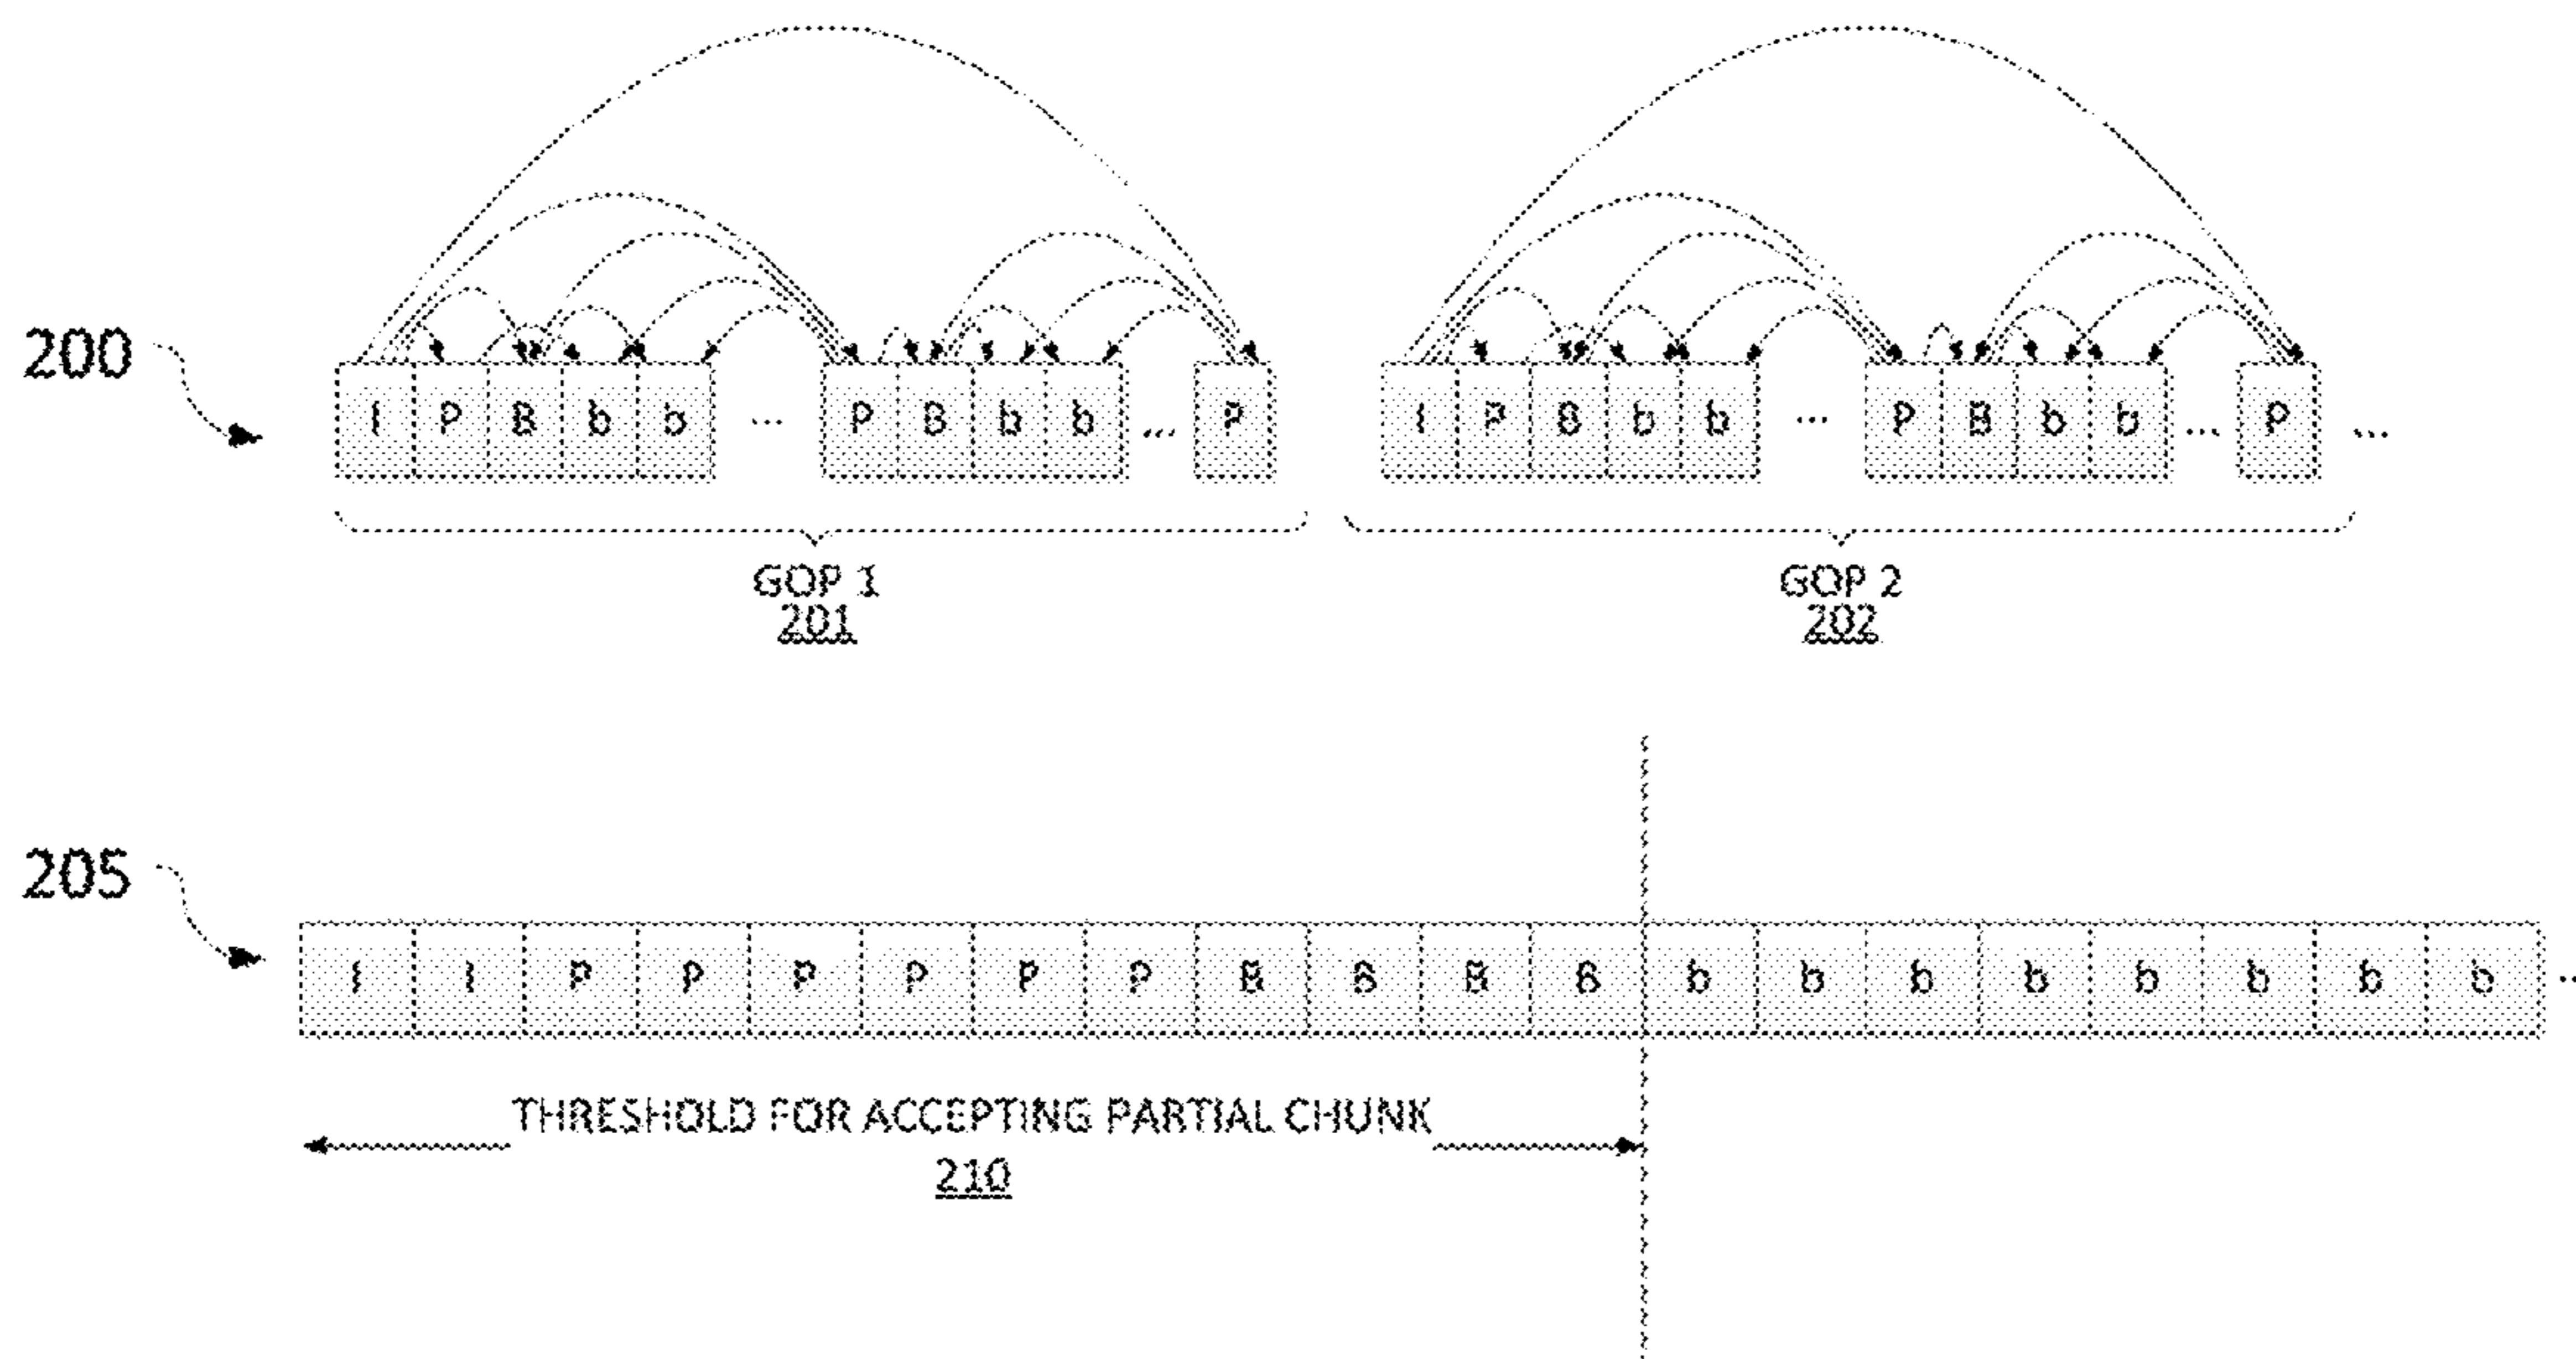 200
I P B b b ... P B b b ... P
I P B b b ... P B b b ... P ...
GOP 1
201
GOP 2
202
205
I I P P P P P P B B B B b b b b b b b b ...
THRESHOLD FOR ACCEPTING PARTIAL CHUNK
210